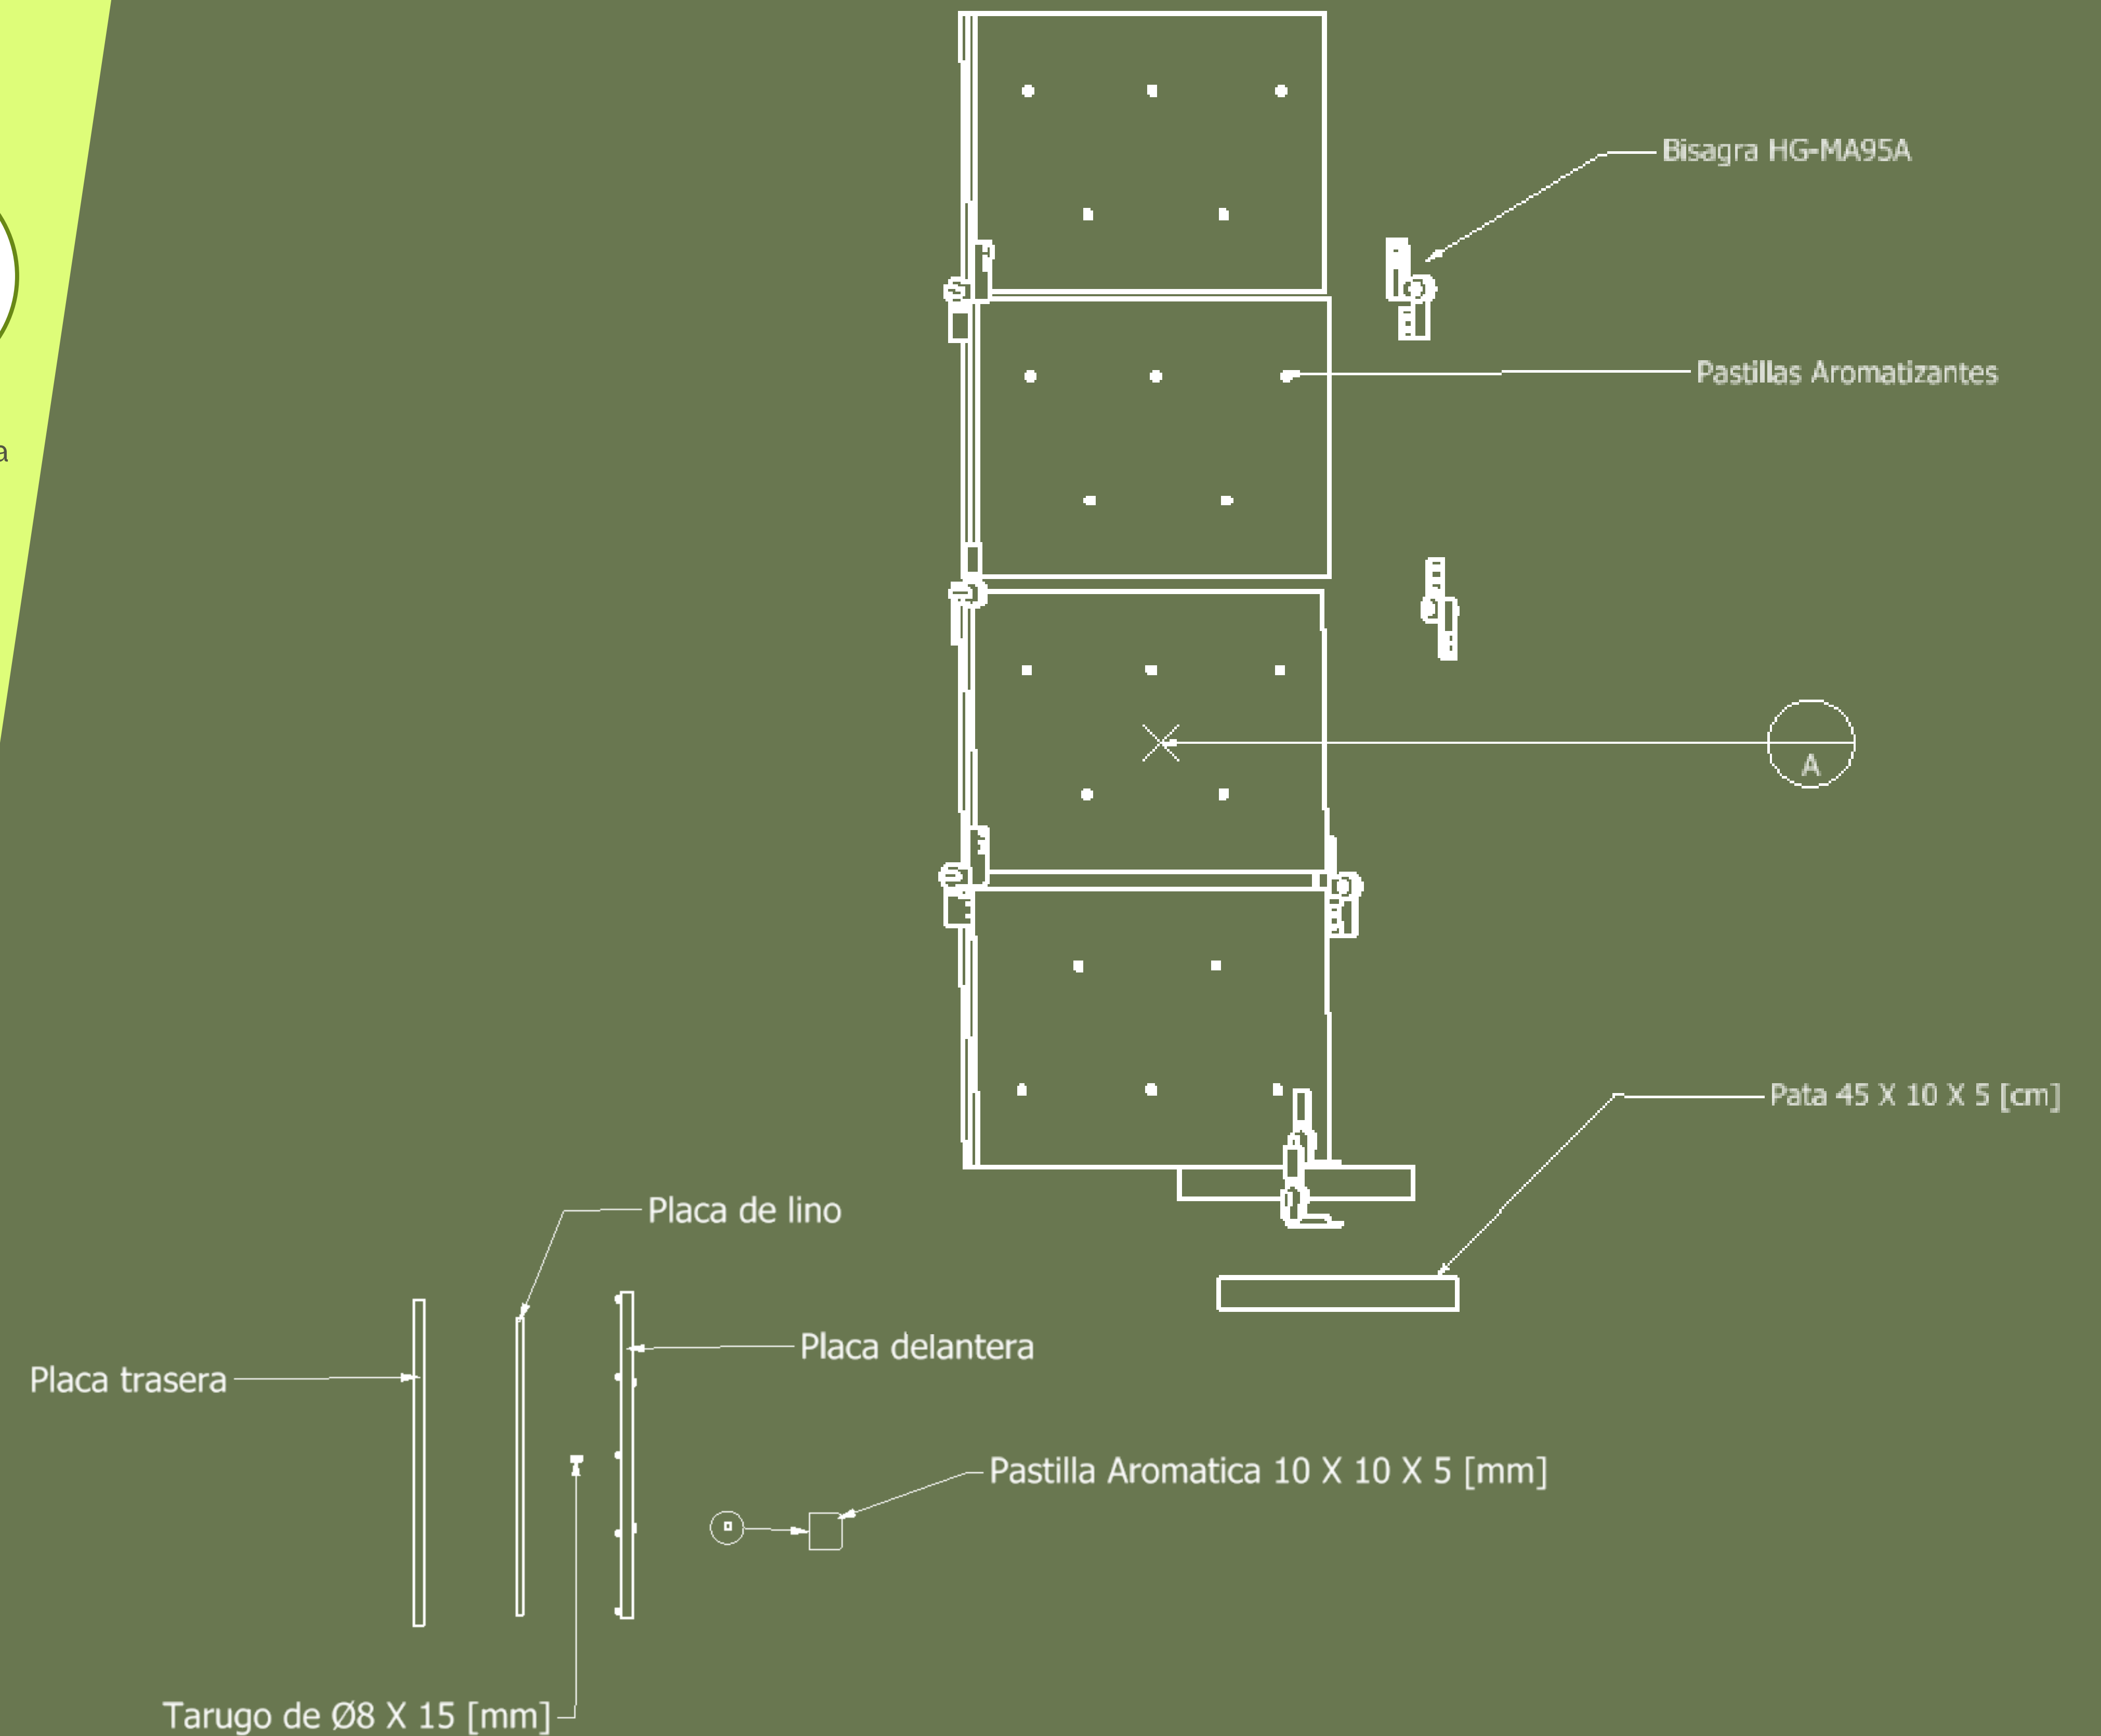 Bisagra HG-MA95A
a
Pastillas Aromatizantes
A
Pata 45 X 10 X 5 [cm]
Placa de lino
Placa delantera
Placa trasera
Pastilla Aromatica 10 X 10 X 5 [mm]
Tarugo de Ø8 X 15 [mm]